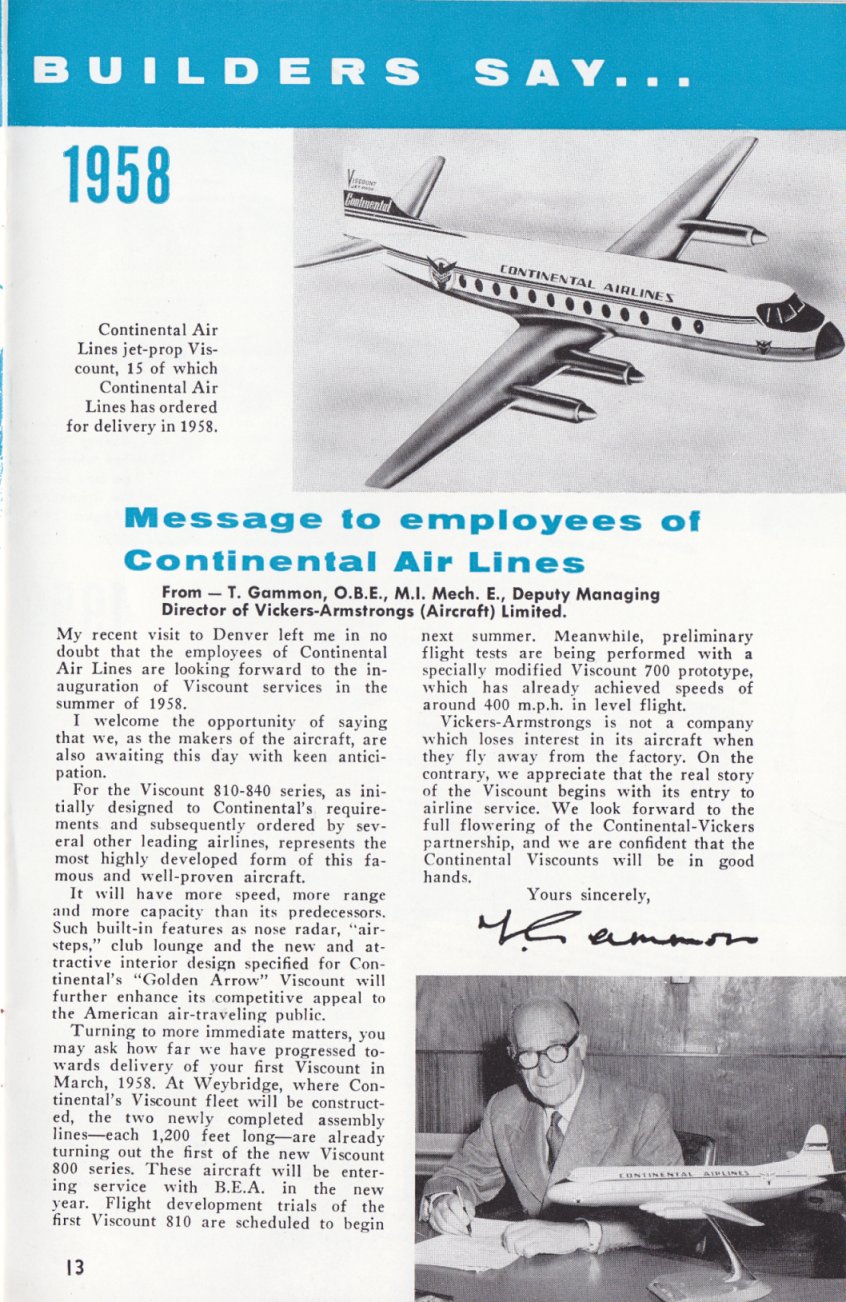 BUILDERS SAY...
1958
VISCOUNT
JET PROP
Continental
CONTINENTAL AIRLINES
Continental Air
Lines jet-prop Vis-
count, 15 of which
Continental Air
Lines has ordered
for delivery in 1958.
Message to employees of
Continental Air Lines
From — T. Gammon, O.B.E., M.I. Mech. E., Deputy Managing
Director of Vickers-Armstrongs (Aircraft) Limited.
My recent visit to Denver left me in no
doubt that the employees of Continental
Air Lines are looking forward to the in-
auguration of Viscount services in the
summer of 1958.
I welcome the opportunity of saying
that we, as the makers of the aircraft, are
also awaiting this day with keen antici-
pation.
For the Viscount 810-840 series, as ini-
tially designed to Continental's require-
ments and subsequently ordered by sev-
eral other leading airlines, represents the
most highly developed form of this fa-
mous and well-proven aircraft.
It will have more speed, more range
and more capacity than its predecessors.
Such built-in features as nose radar, "air-
steps," club lounge and the new and at-
tractive interior design specified for Con-
tinental's "Golden Arrow" Viscount will
further enhance its competitive appeal to
the American air-traveling public.
Turning to more immediate matters, you
may ask how far we have progressed to-
wards delivery of your first Viscount in
March, 1958. At Weybridge, where Con-
tinental's Viscount fleet will be construct-
ed, the two newly completed assembly
lines—each 1,200 feet long—are already
turning out the first of the new Viscount
800 series. These aircraft will be enter-
ing service with B.E.A. in the new
year. Flight development trials of the
first Viscount 810 are scheduled to begin
next summer. Meanwhile, preliminary
flight tests are being performed with a
specially modified Viscount 700 prototype,
which has already achieved speeds of
around 400 m.p.h. in level flight.
Vickers-Armstrongs is not a company
which loses interest in its aircraft when
they fly away from the factory. On the
contrary, we appreciate that the real story
of the Viscount begins with its entry to
airline service. We look forward to the
full flowering of the Continental-Vickers
partnership, and we are confident that the
Continental Viscounts will be in good
hands.
Yours sincerely,
T. Gammon
CONTINENTAL AIRLINES
13